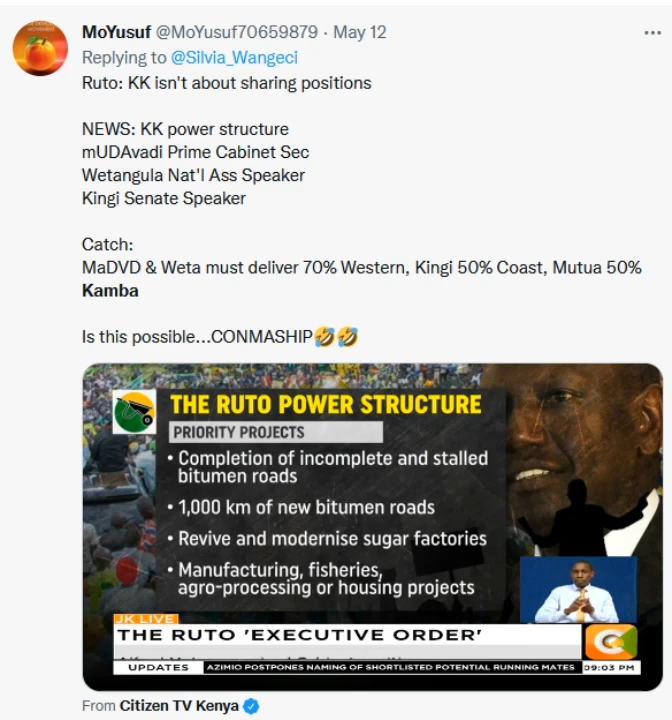 MoYusuf @MoYusuf70659879 · May 12
Replying to @Silvia_Wangeci
Ruto: KK isn't about sharing positions
NEWS: KK power structure
mUDAvadi Prime Cabinet Sec
Wetangula Nat'l Ass Speaker
Kingi Senate Speaker
Catch:
MaDVD & Weta must deliver 70% Western, Kingi 50% Coast, Mutua 50%
Kamba
Is this possible...CONMASHIP🤣🤣
THE RUTO POWER STRUCTURE
PRIORITY PROJECTS
• Completion of incomplete and stalled
bitumen roads
• 1,000 km of new bitumen roads
• Revive and modernise sugar factories
• Manufacturing, fisheries,
agro-processing or housing projects
JK LIVE
THE RUTO 'EXECUTIVE ORDER'
UPDATES AZIMIO POSTPONES NAMING OF SHORTLISTED POTENTIAL RUNNING MATES 09:03 PM
From Citizen TV Kenya